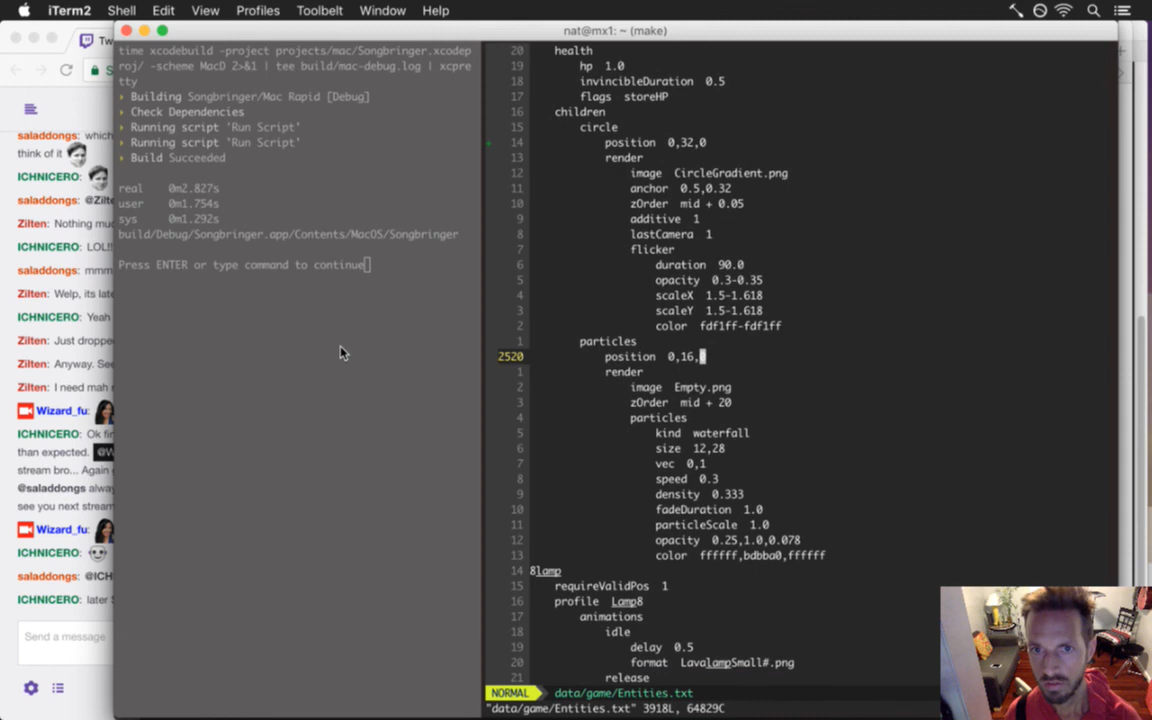 iTerm2 Shell Edit View Profiles Toolbelt Window Help
nat@mx1: ~ (make)
Tw
S
saladdongs: which
think of it
ICHNICERO:
saladdongs: @Zilte
Zilten: Nothing muc
ICHNICERO: LOL!!
saladdongs: mmm
Zilten: Welp, its late
ICHNICERO: Yeah
Zilten: Just droppe
Zilten: Anyway. See
Zilten: I need mah
Wizard_fu:
ICHNICERO: Ok fin
than expected. @W
stream bro... Again
@saladdongs alway
see you next stream
Wizard_fu:
ICHNICERO:
saladdongs: @ICH
ICHNICERO: later S
Send a message
time xcodebuild -project projects/mac/Songbringer.xcodep
roj/ -scheme MacD 2>&1 | tee build/mac-debug.log | xcpre
tty
▸ Building Songbringer/Mac Rapid [Debug]
▸ Check Dependencies
▸ Running script 'Run Script'
▸ Running script 'Run Script'
▸ Build Succeeded
real 0m2.827s
user 0m1.754s
sys 0m1.292s
build/Debug/Songbringer.app/Contents/MacOS/Songbringer
Press ENTER or type command to continue
20 health
19 hp 1.0
18 invincibleDuration 0.5
17 flags storeHP
16 children
15 circle
14 position 0,32,0
13 render
12 image CircleGradient.png
11 anchor 0.5,0.32
10 zOrder mid + 0.05
9 additive 1
8 lastCamera 1
7 flicker
6 duration 90.0
5 opacity 0.3-0.35
4 scaleX 1.5-1.618
3 scaleY 1.5-1.618
2 color fdf1ff-fdf1ff
1 particles
2520 position 0,16,0
1 render
2 image Empty.png
3 zOrder mid + 20
4 particles
5 kind waterfall
6 size 12,28
7 vec 0,1
8 speed 0.3
9 density 0.333
10 fadeDuration 1.0
11 particleScale 1.0
12 opacity 0.25,1.0,0.078
13 color ffffff,bdbba0,ffffff
14 8lamp
15 requireValidPos 1
16 profile Lamp8
17 animations
18 idle
19 delay 0.5
20 format LavalampSmall#.png
21 release
NORMAL data/game/Entities.txt
"data/game/Entities.txt" 3918L, 64829C